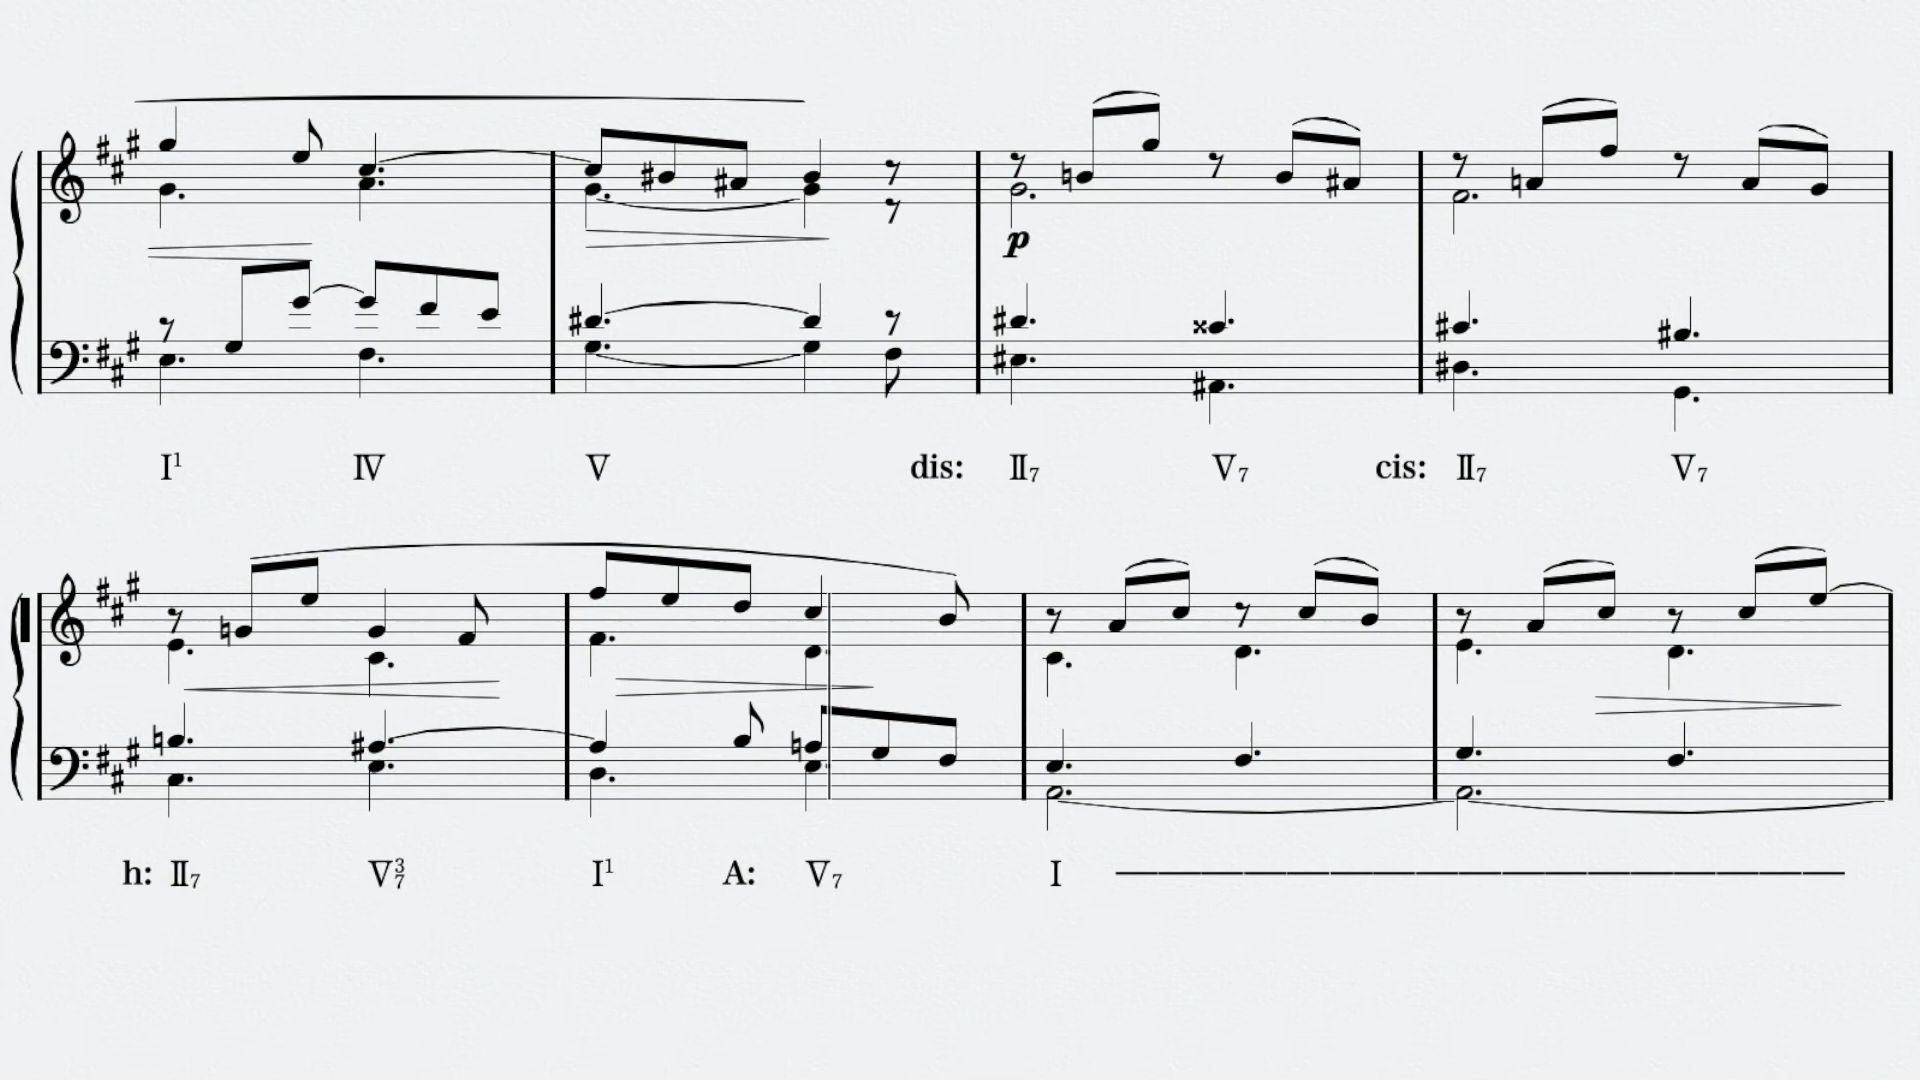 p
I¹ IV V dis: II₇ V₇ cis: II₇ V₇
h: II₇ V³₇ I¹ A: V₇ I